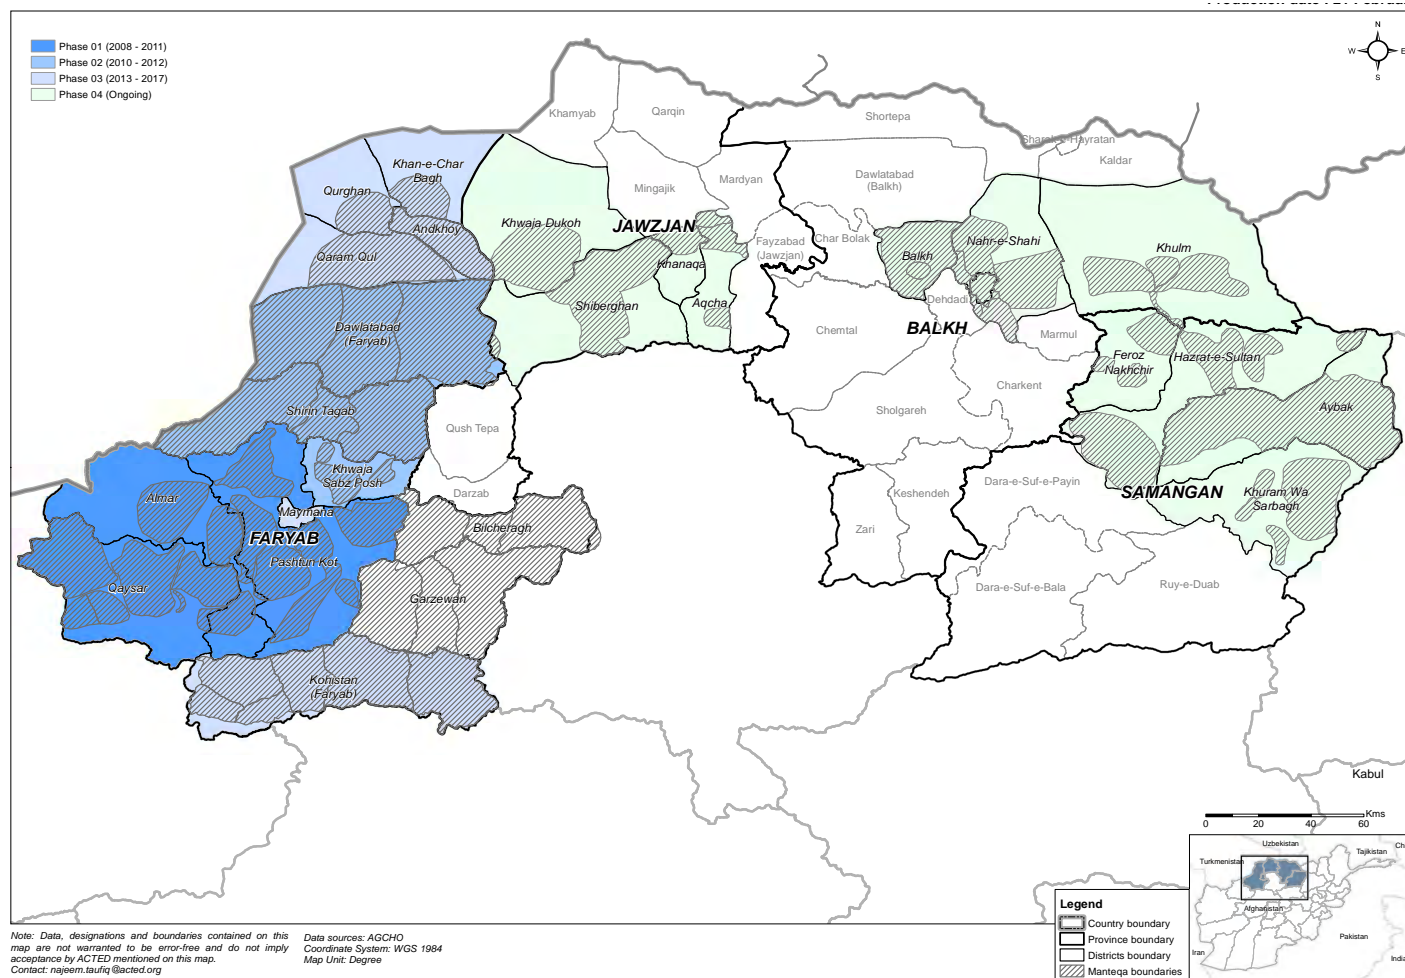 Phase 01 (2008 - 2011)
Phase 02 (2010 - 2012)
Phase 03 (2013 - 2017)
Phase 04 (Ongoing)
N
W
E
S
Khamyab
Qarqin
Shortepa
Sharak-e-Hayratan
Kaldar
Khan-e-Char
Bagh
Qurghan
Mingajik
Mardyan
Dawlatabad
(Balkh)
Andkhoy
Khwaja Dukoh
JAWZJAN
Qaram Qul
Fayzabad
(Jawzjan)
Char Bolak
Balkh
Nahr-e-Shahi
Khulm
Khanaqa
Shiberghan
Aqcha
Dehdadi
Dawlatabad
(Faryab)
Chemtal
BALKH
Marmul
Feroz
Nakhchir
Hazrat-e-Sultan
Charkent
Shirin Tagab
Sholgareh
Aybak
Qush Tepa
Khwaja
Sabz Posh
Darzab
Almar
Maymana
Keshendeh
Dara-e-Suf-e-Payin
SAMANGAN
Khuram Wa
Sarbagh
Zari
FARYAB
Bilcheragh
Pashtun Kot
Qaysar
Garzewan
Dara-e-Suf-e-Bala
Ruy-e-Duab
Kohistan
(Faryab)
Kabul
Kms
0 20 40 60
Uzbekistan
Turkmenistan
Tajikistan
Ch
Afghanistan
Pakistan
Iran
India
Legend
Country boundary
Province boundary
Districts boundary
Manteqa boundaries
Note: Data, designations and boundaries contained on this
map are not warranted to be error-free and do not imply
acceptance by ACTED mentioned on this map.
Contact: najeem.taufiq@acted.org
Data sources: AGCHO
Coordinate System: WGS 1984
Map Unit: Degree